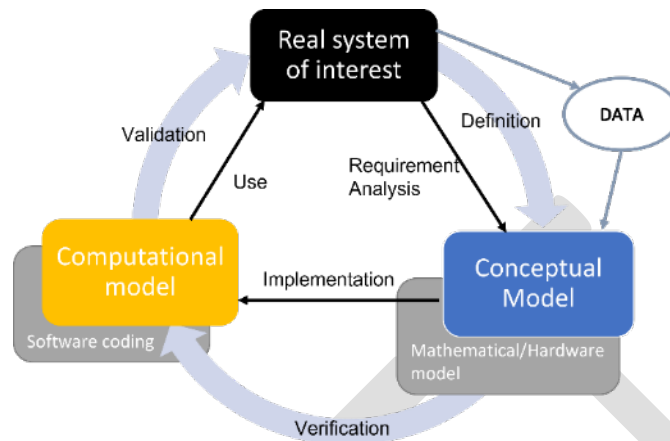 Real system
of interest
DATA
Validation
Definition
Use
Requirement
Analysis
Computational
model
Implementation
Conceptual
Model
Software coding
Mathematical/Hardware
model
Verification